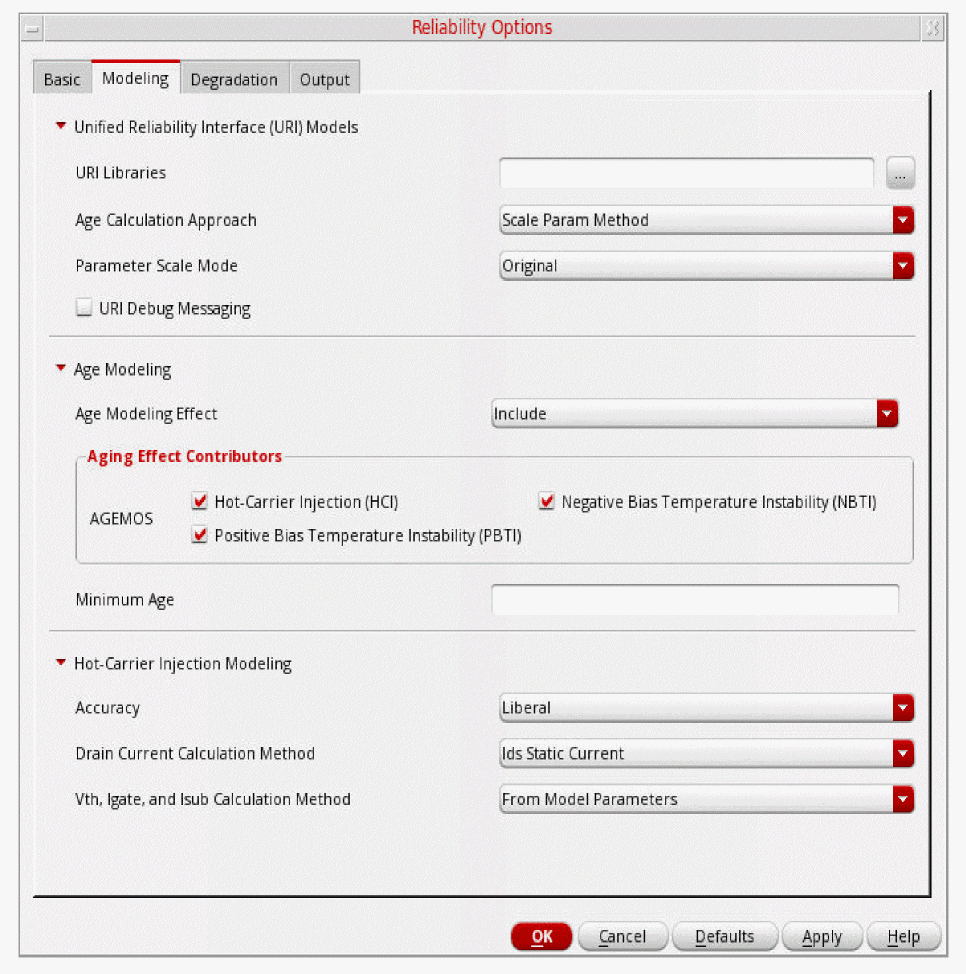 Reliability Options
Basic Modeling Degradation Output
Unified Reliability Interface (URI) Models
URI Libraries ...
Age Calculation Approach Scale Param Method
Parameter Scale Mode Original
URI Debug Messaging
Age Modeling
Age Modeling Effect Include
Aging Effect Contributors
AGEMOS
Hot-Carrier Injection (HCI) Negative Bias Temperature Instability (NBTI)
Positive Bias Temperature Instability (PBTI)
Minimum Age
Hot-Carrier Injection Modeling
Accuracy Liberal
Drain Current Calculation Method Ids Static Current
Vth, Igate, and Isub Calculation Method From Model Parameters
OK Cancel Defaults Apply Help